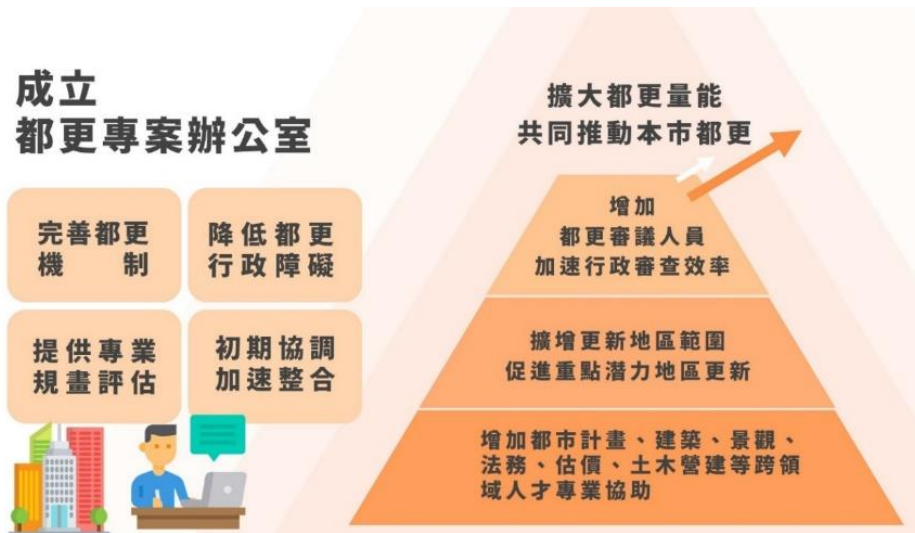 成立
都更專案辦公室
完善都更
機制
降低都更
行政障礙
提供專業
規畫評估
初期協調
加速整合
擴大都更量能
共同推動本市都更
增加
都更審議人員
加速行政審查效率
擴增更新地區範圍
促進重點潛力地區更新
增加都市計畫、建築、景觀、
法務、估價、土木營建等跨領
域人才專業協助